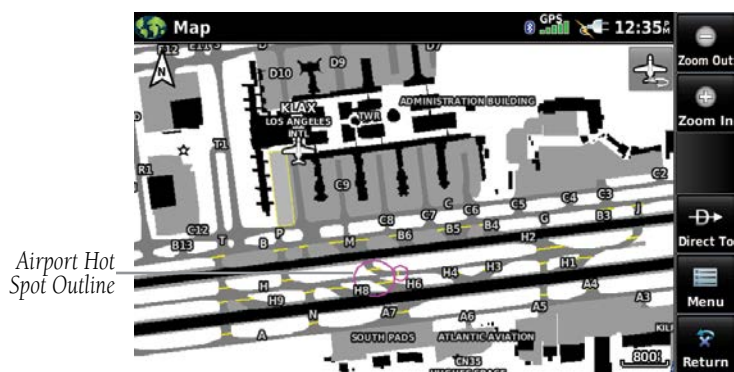 Map
GPS
12:35
Zoom Out
Zoom In
Direct To
Menu
Return
N
D10
D9
D7
KLAX
LOS ANGELES
INTL
TWR
ADMINISTRATION BUILDING
T1
R1
C9
C12
B13
T
B
P
M
C8
B6
C7
C
B5
C6
B4
C5
H2
G
C4
C3
B3
C2
J
Airport Hot
Spot Outline
H
H9
H8
H6
H4
H3
H1
A4
N
A7
A6
A5
A3
A
SOUTH PADS
ATLANTIC AVIATION
CN35
800